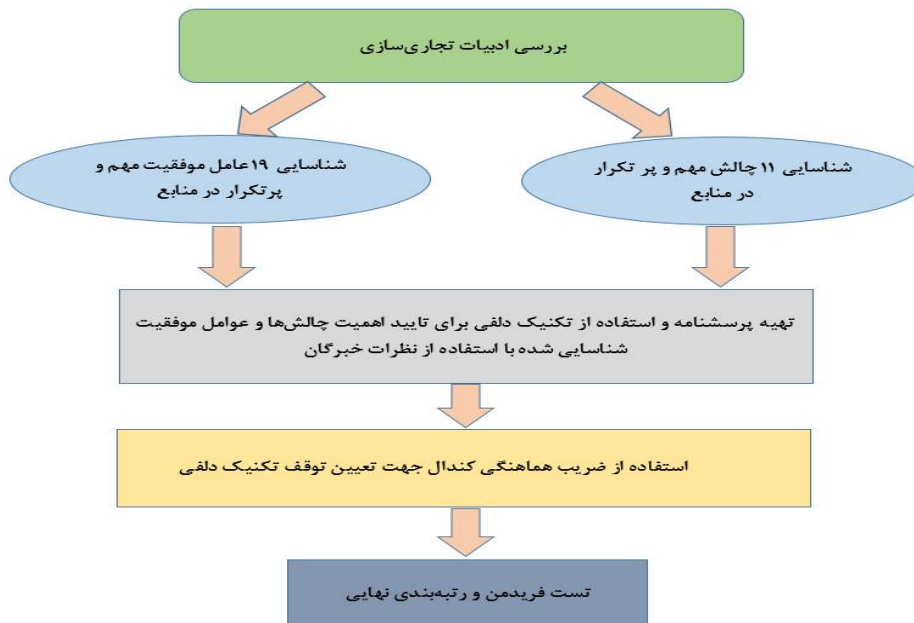 بررسی ادبیات تجاری‌سازی
شناسایی ۱۱ چالش مهم و پر تکرار
در منابع
شناسایی ۱۹عامل موفقیت مهم و
پرتکرار در منابع
تهیه پرسشنامه و استفاده از تکنیک دلفی برای تایید اهمیت چالش‌ها و عوامل موفقیت
شناسایی شده با استفاده از نظرات خبرگان
استفاده از ضریب هماهنگی کندال جهت تعیین توقف تکنیک دلفی
تست فریدمن و رتبه‌بندی نهایی